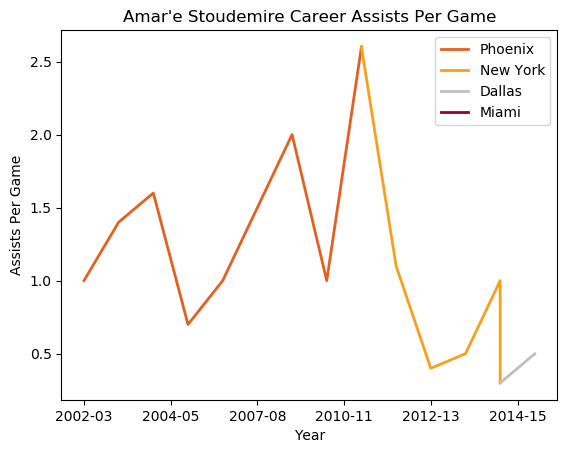 Amar'e Stoudemire Career Assists Per Game
Phoenix
New York
Dallas
Miami
Assists Per Game
2.5
2.0
1.5
1.0
0.5
2002-03 2004-05 2007-08 2010-11 2012-13 2014-15
Year